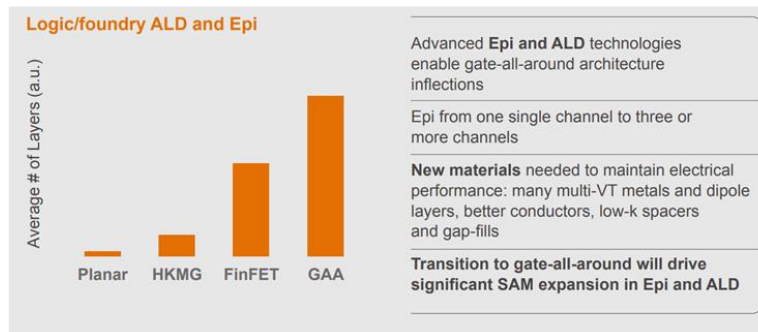 Logic/foundry ALD and Epi
Average # of Layers (a.u.)
Planar
HKMG
FinFET
GAA
Advanced Epi and ALD technologies
enable gate-all-around architecture
inflections
Epi from one single channel to three or
more channels
New materials needed to maintain electrical
performance: many multi-VT metals and dipole
layers, better conductors, low-k spacers
and gap-fills
Transition to gate-all-around will drive
significant SAM expansion in Epi and ALD